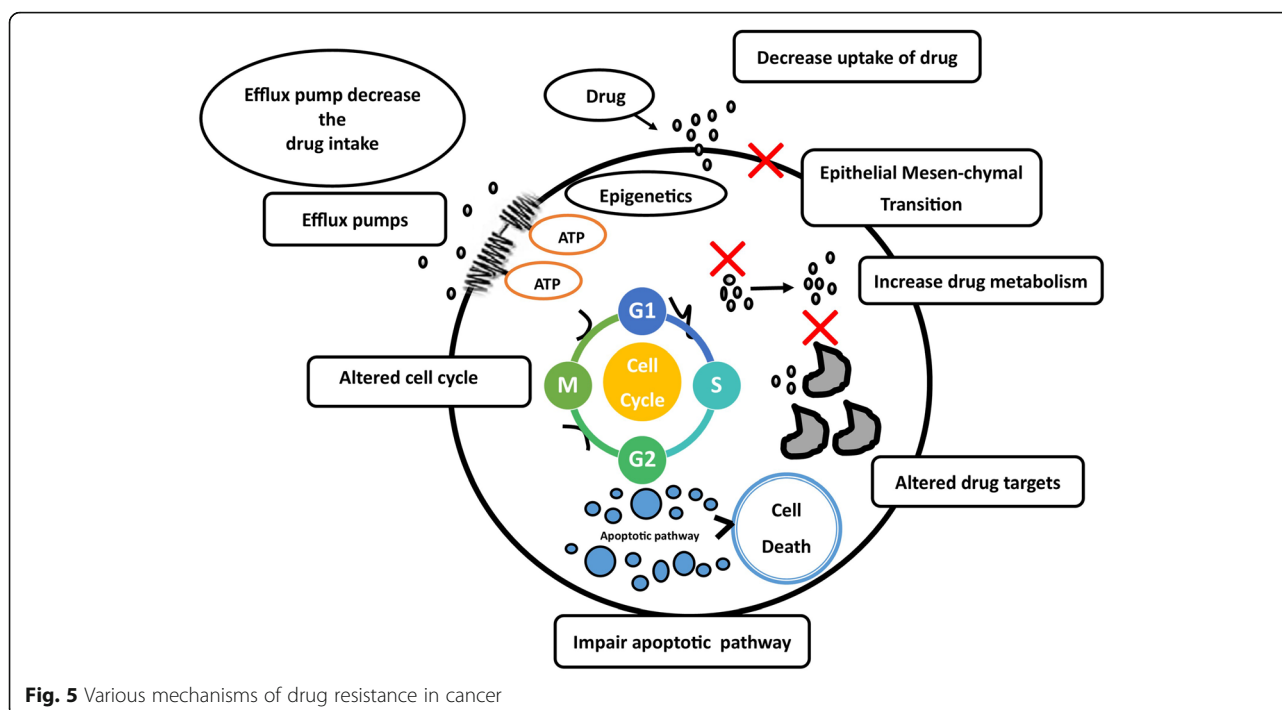 Decrease uptake of drug
Efflux pump decrease
the
drug intake
Drug
Epithelial Mesen-chymal
Transition
Epigenetics
Efflux pumps
ATP
ATP
Increase drug metabolism
G1
Altered cell cycle
M
Cell
Cycle
S
G2
Altered drug targets
Apoptotic pathway
Cell
Death
Impair apoptotic pathway
Fig. 5 Various mechanisms of drug resistance in cancer